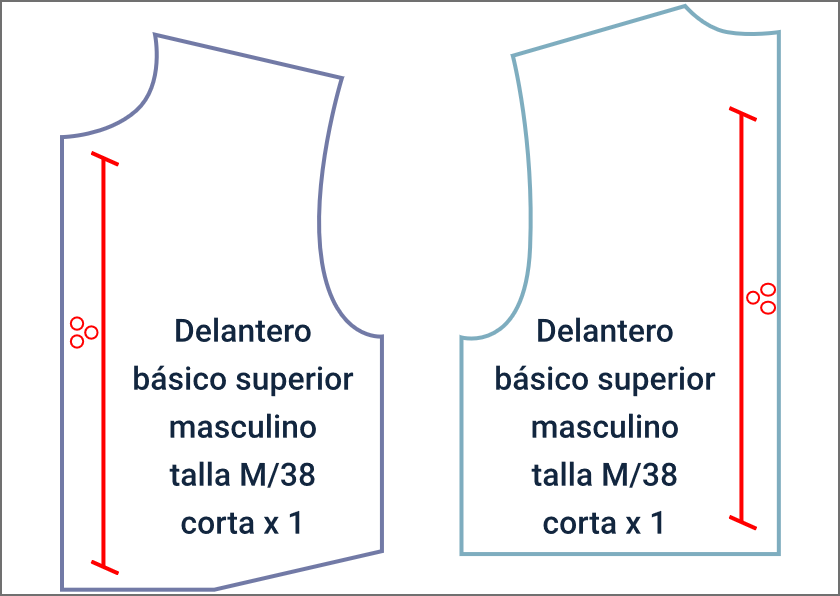 Delantero
básico superior
masculino
talla M/38
corta x 1
Delantero
básico superior
masculino
talla M/38
corta x 1